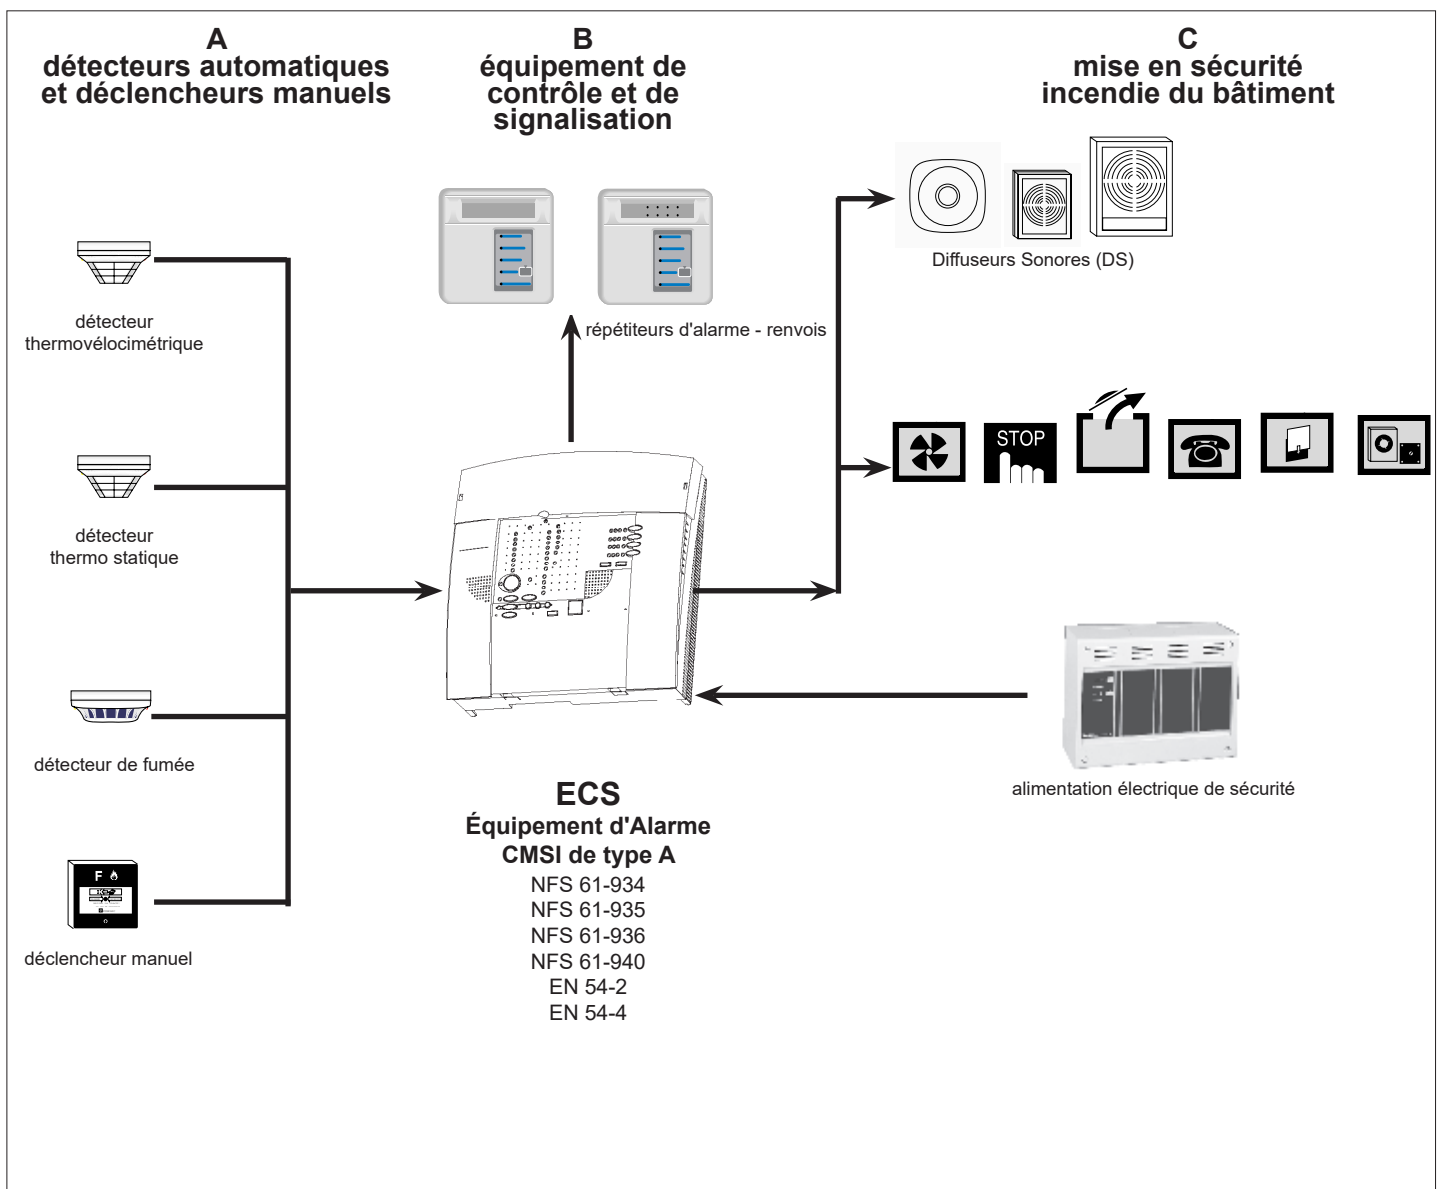 A
détecteurs automatiques
et déclencheurs manuels
B
équipement de
contrôle et de
signalisation
C
mise en sécurité
incendie du bâtiment
Diffuseurs Sonores (DS)
détecteur
thermovélocimétrique
répétiteurs d'alarme - renvois
STOP
détecteur
thermo statique
détecteur de fumée
alimentation électrique de sécurité
ECS
Équipement d'Alarme
CMSI de type A
NFS 61-934
NFS 61-935
NFS 61-936
NFS 61-940
EN 54-2
EN 54-4
F
déclencheur manuel